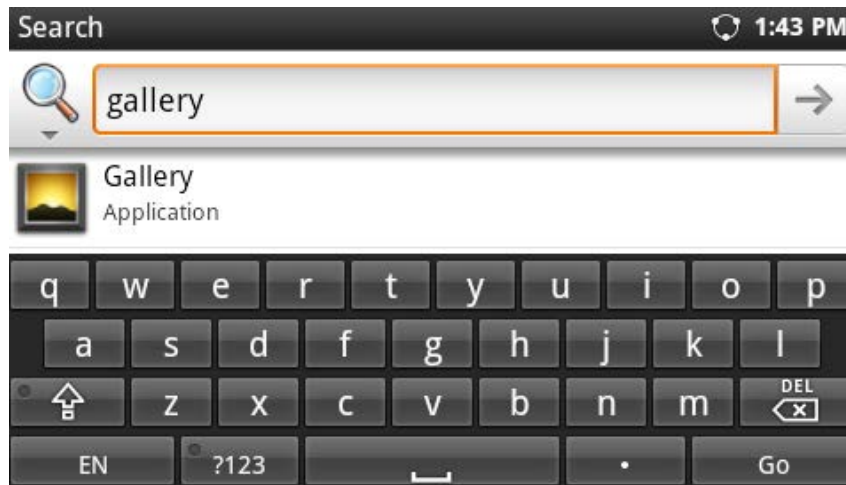 Search 1:43 PM
gallery
Gallery
Application
q w e r t y u i o p
a s d f g h j k l
z x c v b n m DEL
EN ?123 . Go